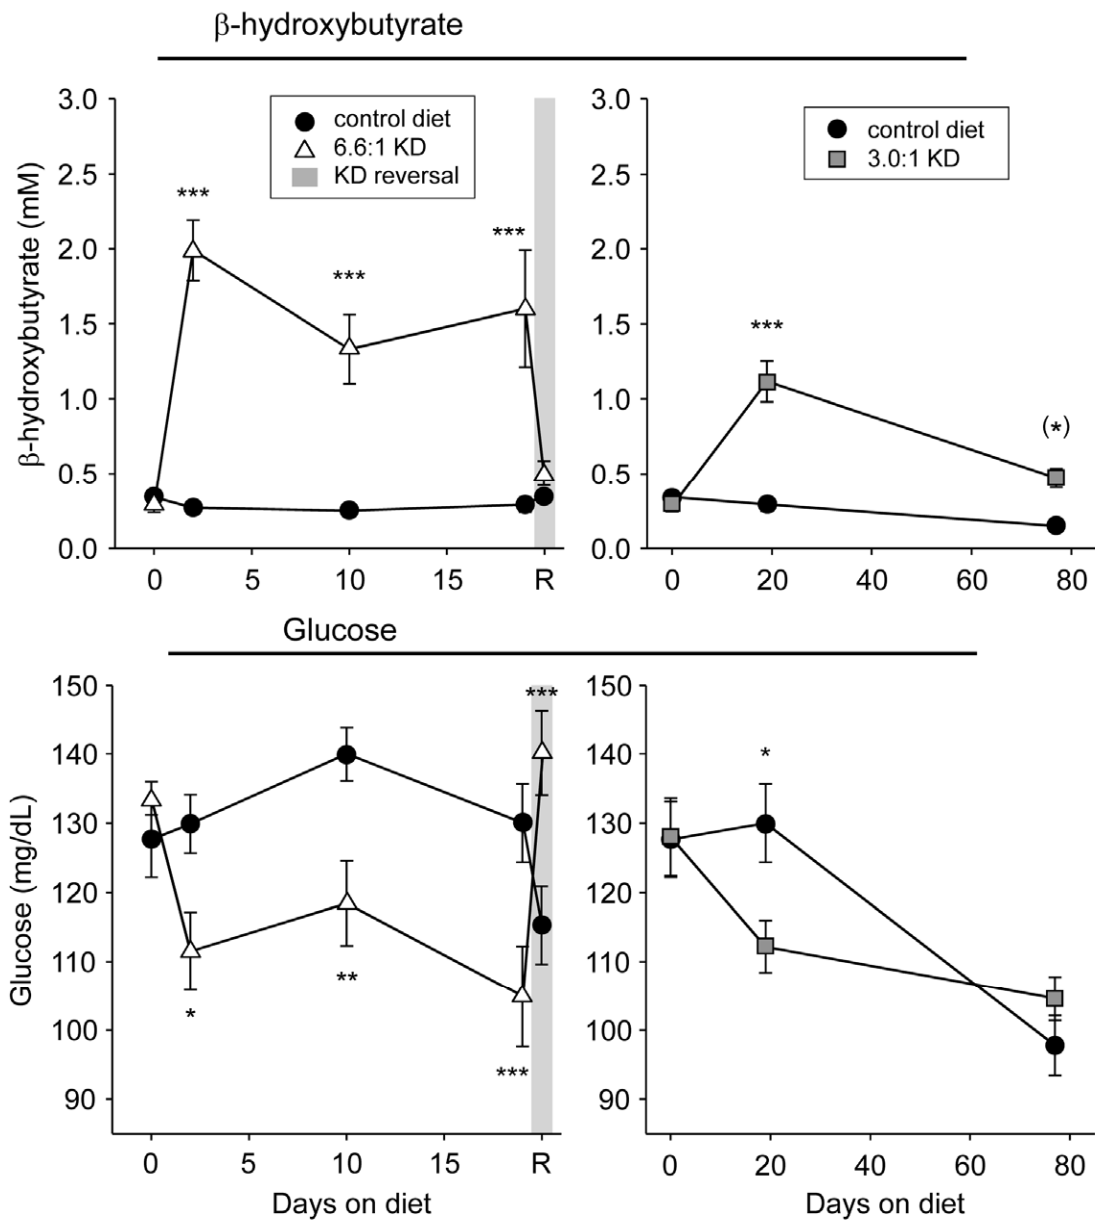 β-hydroxybutyrate
β-hydroxybutyrate (mM)
3.0
2.5
2.0
1.5
1.0
0.5
0.0
control diet
6.6:1 KD
KD reversal
***
***
***
0 5 10 15 R
3.0
2.5
2.0
1.5
1.0
0.5
0.0
control diet
3.0:1 KD
***
(*)
0 20 40 60 80
Glucose
Glucose (mg/dL)
150
140
130
120
110
100
90
***
*
**
***
0 5 10 R
Days on diet
150
140
130
120
110
100
90
*
0 20 40 60 80
Days on diet